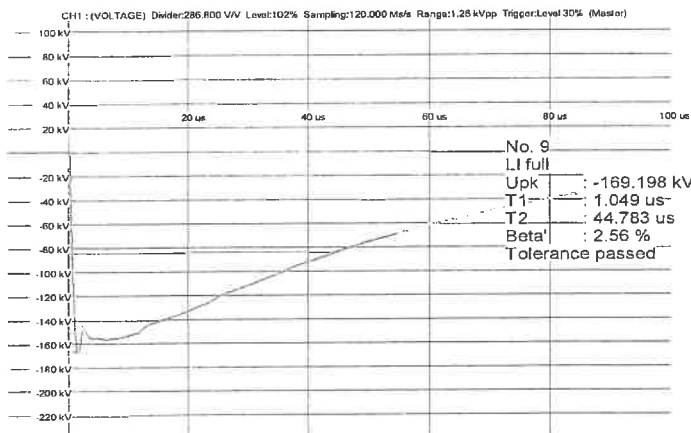 CH1 : (VOLTAGE) Divider:286.800 V/V Level:102% Sampling:120.000 Ms/s Range:1.26 kVpp Trigger:Level 30% (Master)
100 kV
80 kV
60 kV
40 kV
20 us 40 us 60 us 80 us 100 us
20 kV
No. 9
LI full
-20 kV
Upk : -169.198 kV
-40 kV
T1 : 1.049 us
T2 : 44.783 us
-60 kV
Beta' : 2.56 %
-80 kV
Tolerance passed
-100 kV
-120 kV
-140 kV
-160 kV
-180 kV
-200 kV
-220 kV